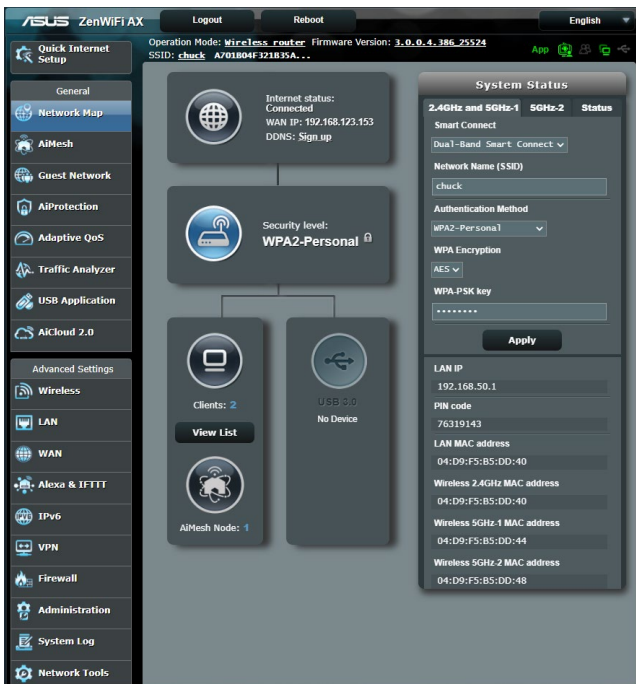 ASUS ZenWiFi AX
Logout
Reboot
English
Quick Internet
Setup
Operation Mode: Wireless router Firmware Version: 3.0.0.4.386_25524
SSID: chuck A701B04F321B35A...
App
General
Network Map
AiMesh
Guest Network
AiProtection
Adaptive QoS
Traffic Analyzer
USB Application
AiCloud 2.0
Advanced Settings
Wireless
LAN
WAN
Alexa & IFTTT
IPv6
VPN
Firewall
Administration
System Log
Network Tools
Internet status:
Connected
WAN IP: 192.168.123.153
DDNS: Sign up
Security level:
WPA2-Personal
Clients: 2
View List
AiMesh Node: 1
USB 3.0
No Device
System Status
2.4GHz and 5GHz-1 5GHz-2 Status
Smart Connect
Dual-Band Smart Connect
Network Name (SSID)
chuck
Authentication Method
WPA2-Personal
WPA Encryption
AES
WPA-PSK key
••••••••
Apply
LAN IP
192.168.50.1
PIN code
76319143
LAN MAC address
04:D9:F5:B5:DD:40
Wireless 2.4GHz MAC address
04:D9:F5:B5:DD:40
Wireless 5GHz-1 MAC address
04:D9:F5:B5:DD:44
Wireless 5GHz-2 MAC address
04:D9:F5:B5:DD:48